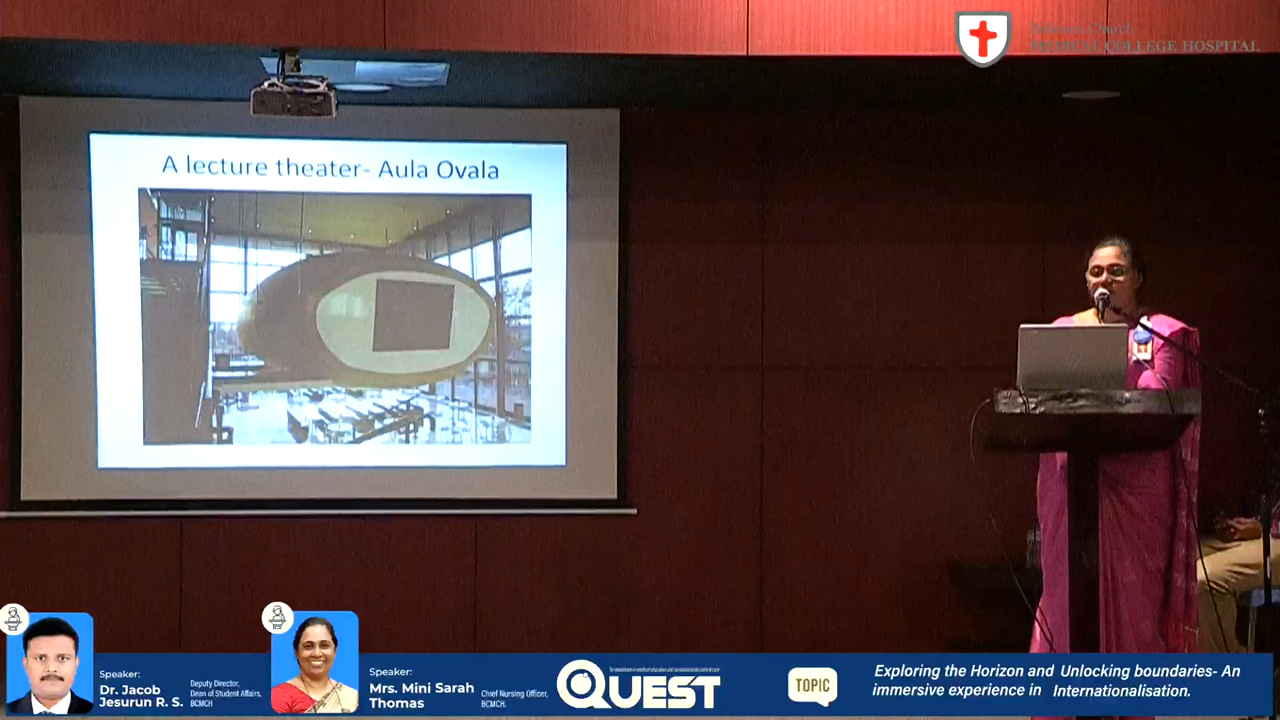 Believers Church
MEDICAL COLLEGE HOSPITAL
A lecture theater- Aula Ovala
Speaker:
Dr. Jacob
Jesurun R. S.
Deputy Director,
Dean of Student Affairs,
BCMCH
Speaker:
Mrs. Mini Sarah
Thomas
Chief Nursing Officer,
BCMCH.
QUEST
TOPIC
Exploring the Horizon and Unlocking boundaries- An
immersive experience in Internationalisation.